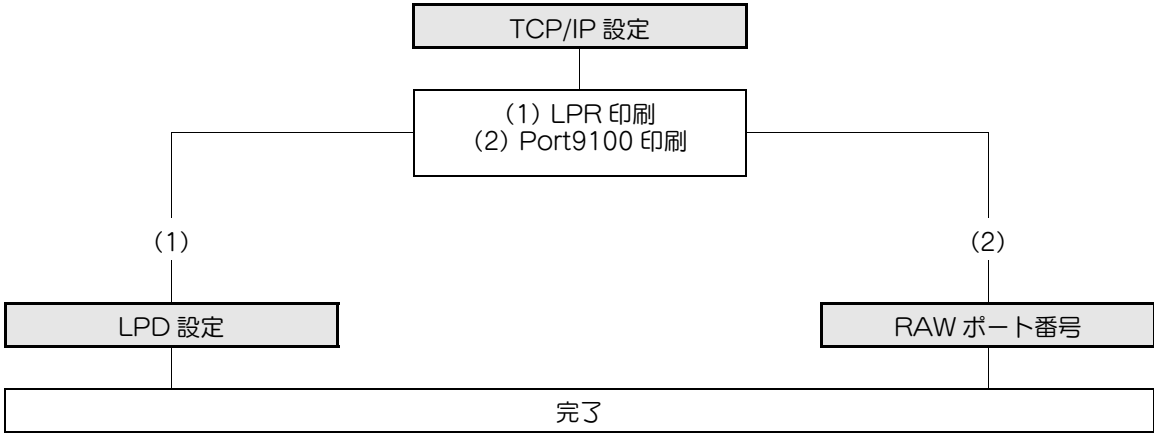 TCP/IP 設定
(1) LPR 印刷
(2) Port9100 印刷
(1)
(2)
LPD 設定
RAW ポート番号
完了